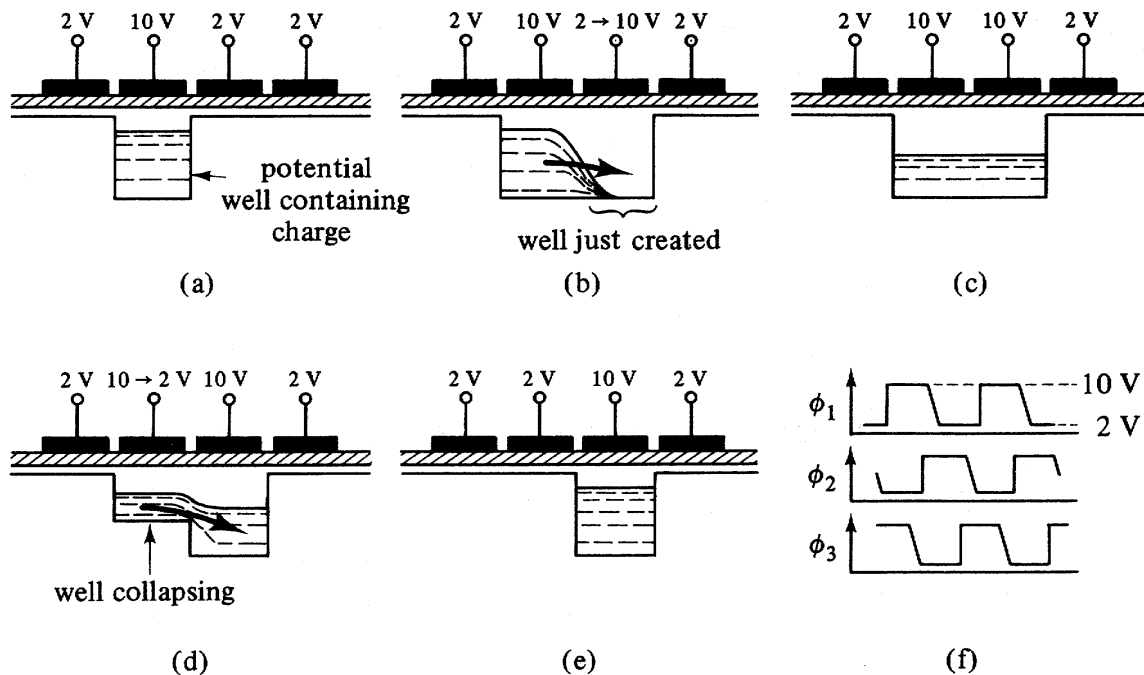 2 V 10 V 2 V 2 V
potential
well containing
charge
(a)
2 V 10 V 2 → 10 V 2 V
well just created
(b)
2 V 10 V 10 V 2 V
(c)
2 V 10 → 2 V 10 V 2 V
well collapsing
(d)
2 V 2 V 10 V 2 V
(e)
ϕ1 10 V
2 V
ϕ2
ϕ3
(f)